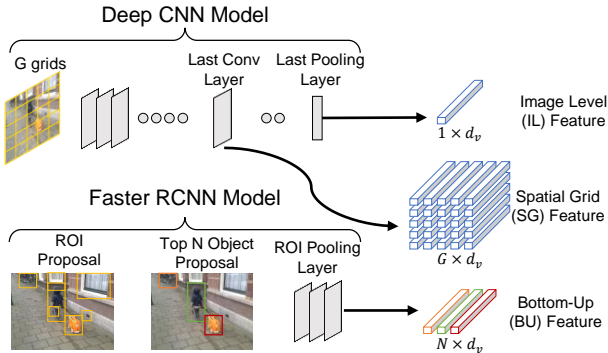 Deep CNN Model
G grids
Last Conv
Layer
Last Pooling
Layer
1 × d_v
Image Level
(IL) Feature
Spatial Grid
(SG) Feature
G × d_v
Faster RCNN Model
ROI
Proposal
Top N Object
Proposal
ROI Pooling
Layer
N × d_v
Bottom-Up
(BU) Feature